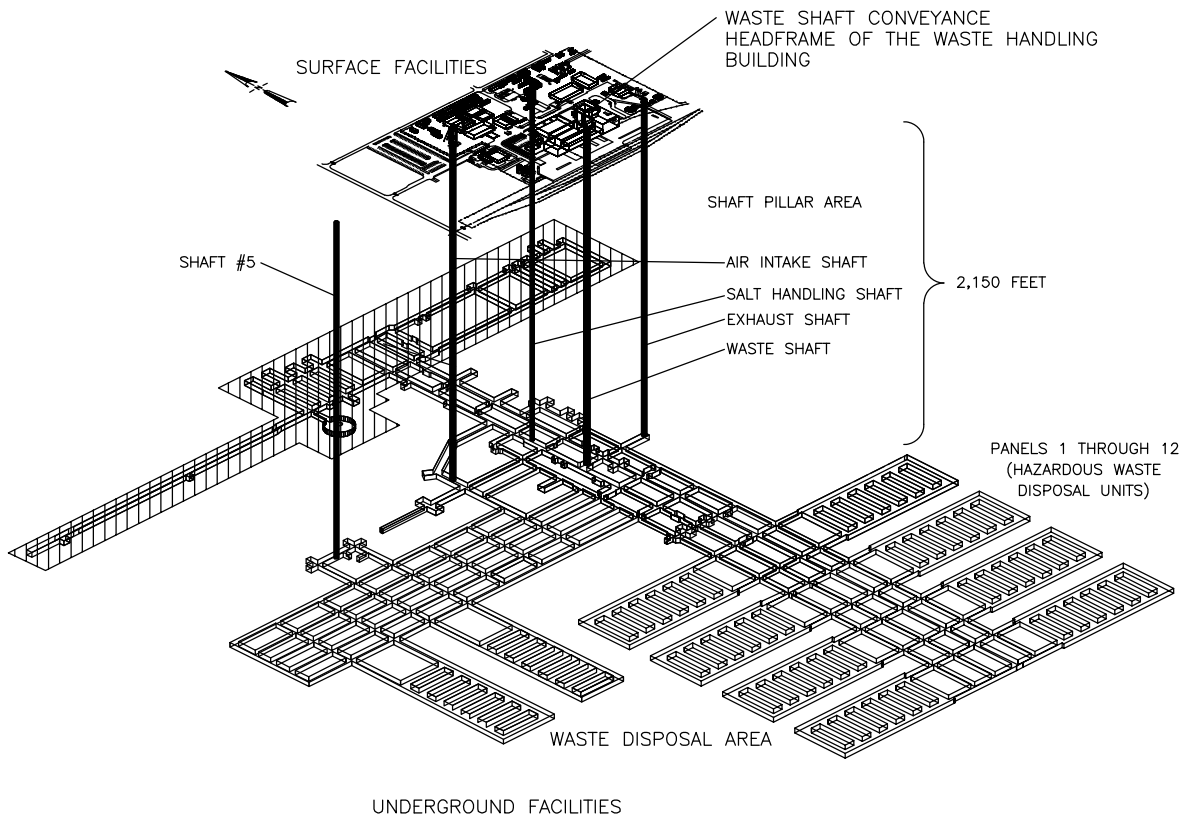 WASTE SHAFT CONVEYANCE
HEADFRAME OF THE WASTE HANDLING
BUILDING
SURFACE FACILITIES
SHAFT PILLAR AREA
SHAFT #5
AIR INTAKE SHAFT
2,150 FEET
SALT HANDLING SHAFT
EXHAUST SHAFT
WASTE SHAFT
PANELS 1 THROUGH 12
(HAZARDOUS WASTE
DISPOSAL UNITS)
WASTE DISPOSAL AREA
UNDERGROUND FACILITIES